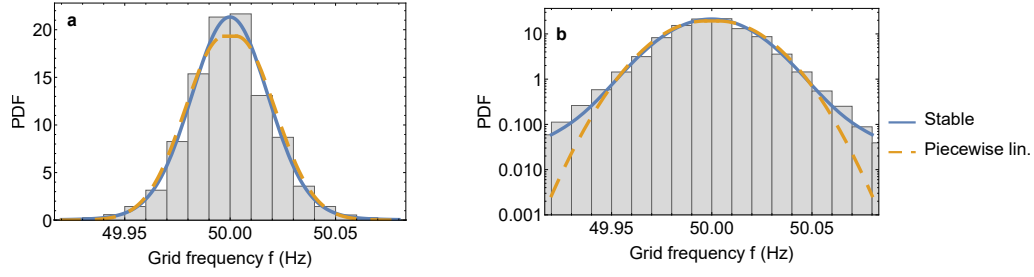 a
20
15
10
5
0
PDF
49.95 50.00 50.05
Grid frequency f (Hz)
b
10
1
0.100
0.010
0.001
PDF
49.95 50.00 50.05
Grid frequency f (Hz)
Stable
Piecewise lin.